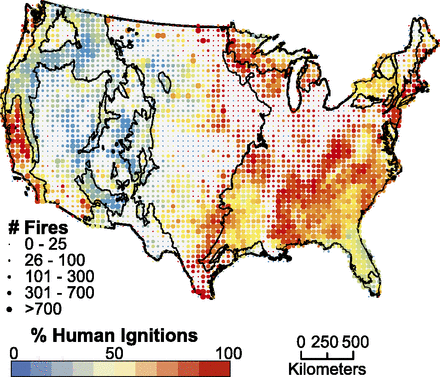 # Fires
0 - 25
26 - 100
101 - 300
301 - 700
>700
% Human Ignitions
0 50 100
0 250 500
Kilometers